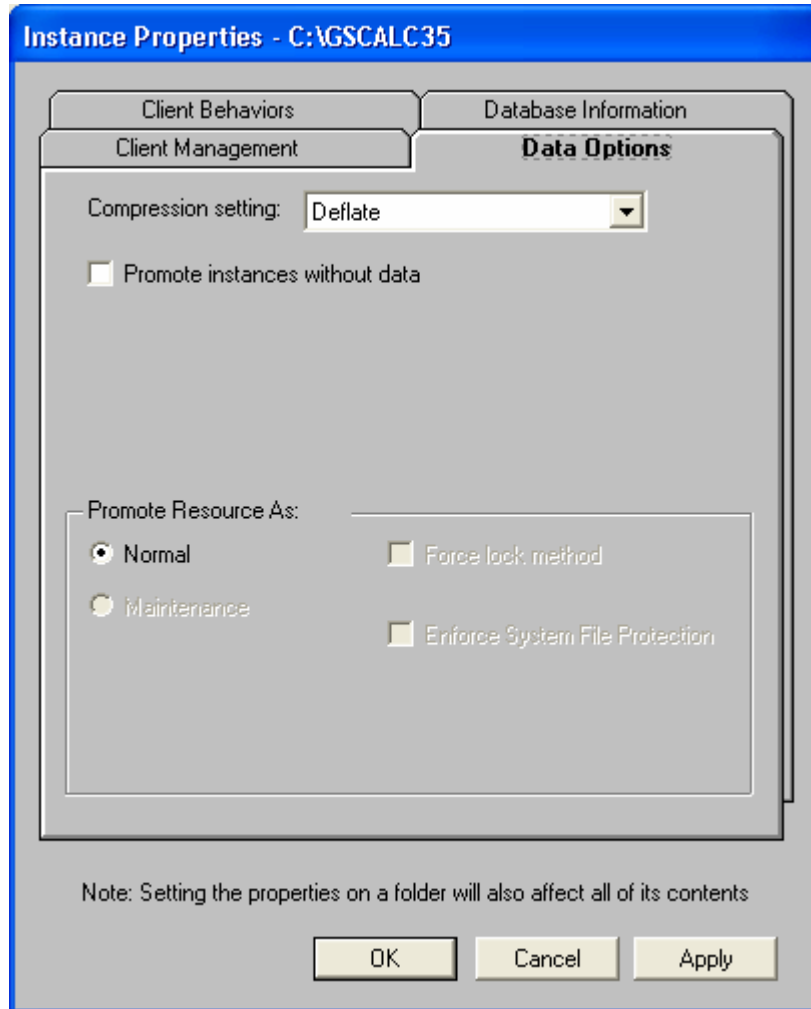 Instance Properties - C:\GSCALC35
Client Behaviors
Database Information
Client Management
Data Options
Compression setting:
Deflate
Promote instances without data
Promote Resource As:
Normal
Force lock method
Maintenance
Enforce System File Protection
Note: Setting the properties on a folder will also affect all of its contents
OK
Cancel
Apply